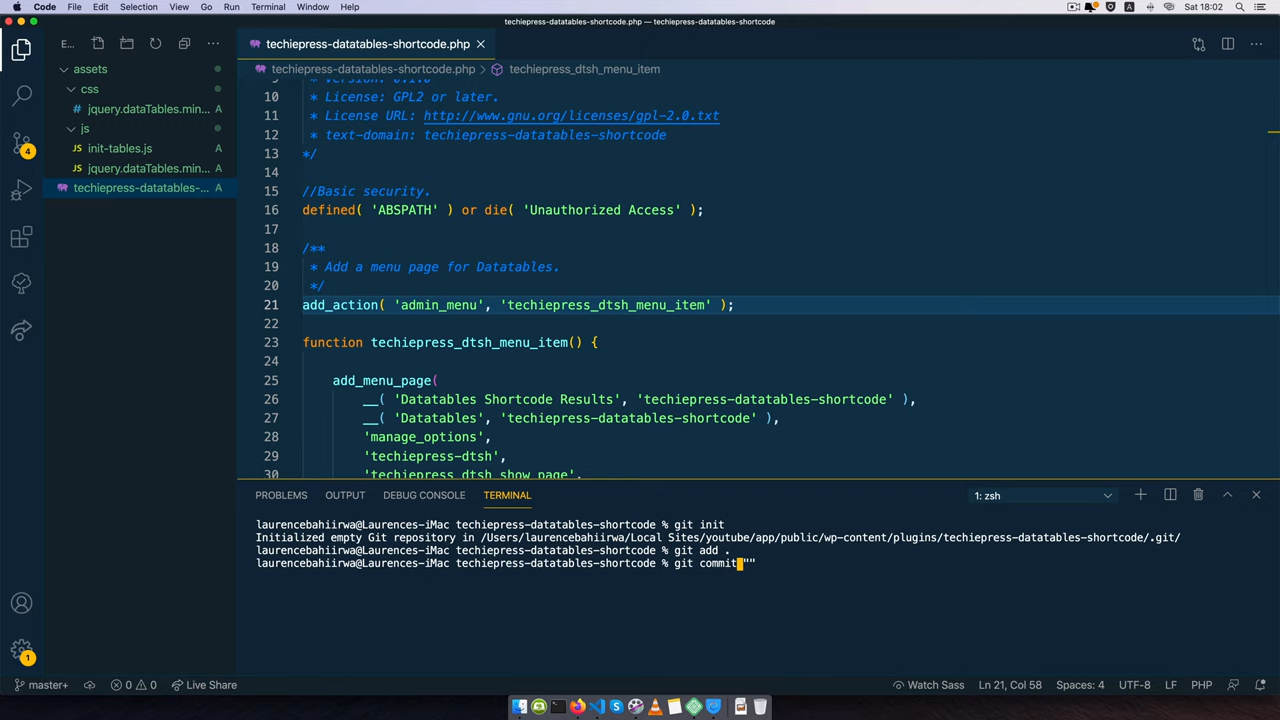 Code File Edit Selection View Go Run Terminal Window Help
A
Sat 18:02
techiepress-datatables-shortcode.php — techiepress-datatables-shortcode
E...
techiepress-datatables-shortcode.php
techiepress-datatables-shortcode.php > techiepress_dtsh_menu_item
assets
css
# jquery.dataTables.min,... A
js
JS init-tables.js A
JS jquery.dataTables.min... A
techiepress-datatables-... A
4
1
10 * License: GPL2 or later.
11 * License URL: http://www.gnu.org/licenses/gpl-2.0.txt
12 * text-domain: techiepress-datatables-shortcode
13 */
14
15 //Basic security.
16 defined( 'ABSPATH' ) or die( 'Unauthorized Access' );
17
18 /**
19 * Add a menu page for Datatables.
20 */
21 add_action( 'admin_menu', 'techiepress_dtsh_menu_item' );
22
23 function techiepress_dtsh_menu_item() {
24
25 add_menu_page(
26 __( 'Datatables Shortcode Results', 'techiepress-datatables-shortcode' ),
27 __( 'Datatables', 'techiepress-datatables-shortcode' ),
28 'manage_options',
29 'techiepress-dtsh',
30 'techiepress_dtsh_show_page',
PROBLEMS OUTPUT DEBUG CONSOLE TERMINAL
1: zsh
laurencebahiirwa@Laurences-iMac techiepress-datatables-shortcode % git init
Initialized empty Git repository in /Users/laurencebahiirwa/Local Sites/youtube/app/public/wp-content/plugins/techiepress-datatables-shortcode/.git/
laurencebahiirwa@Laurences-iMac techiepress-datatables-shortcode % git add .
laurencebahiirwa@Laurences-iMac techiepress-datatables-shortcode % git commit ""
master+ 0 0 Live Share
Watch Sass Ln 21, Col 58 Spaces: 4 UTF-8 LF PHP